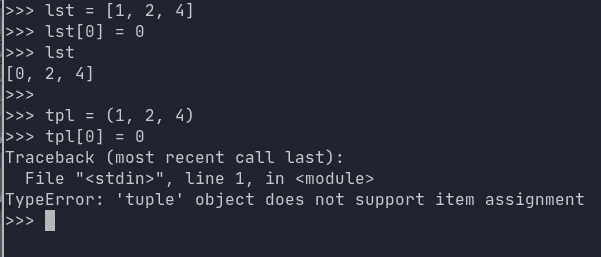 >>> lst = [1, 2, 4]
>>> lst[0] = 0
>>> lst
[0, 2, 4]
>>>
>>> tpl = (1, 2, 4)
>>> tpl[0] = 0
Traceback (most recent call last):
  File "<stdin>", line 1, in <module>
TypeError: 'tuple' object does not support item assignment
>>>